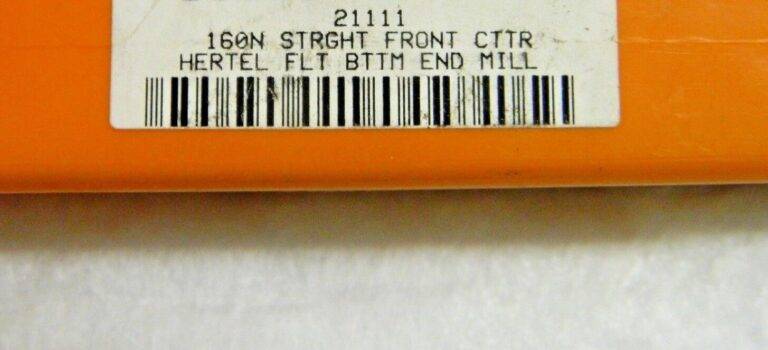 21111
160N STRGHT FRONT CTTR
HERTEL FLT BTTM END MILL